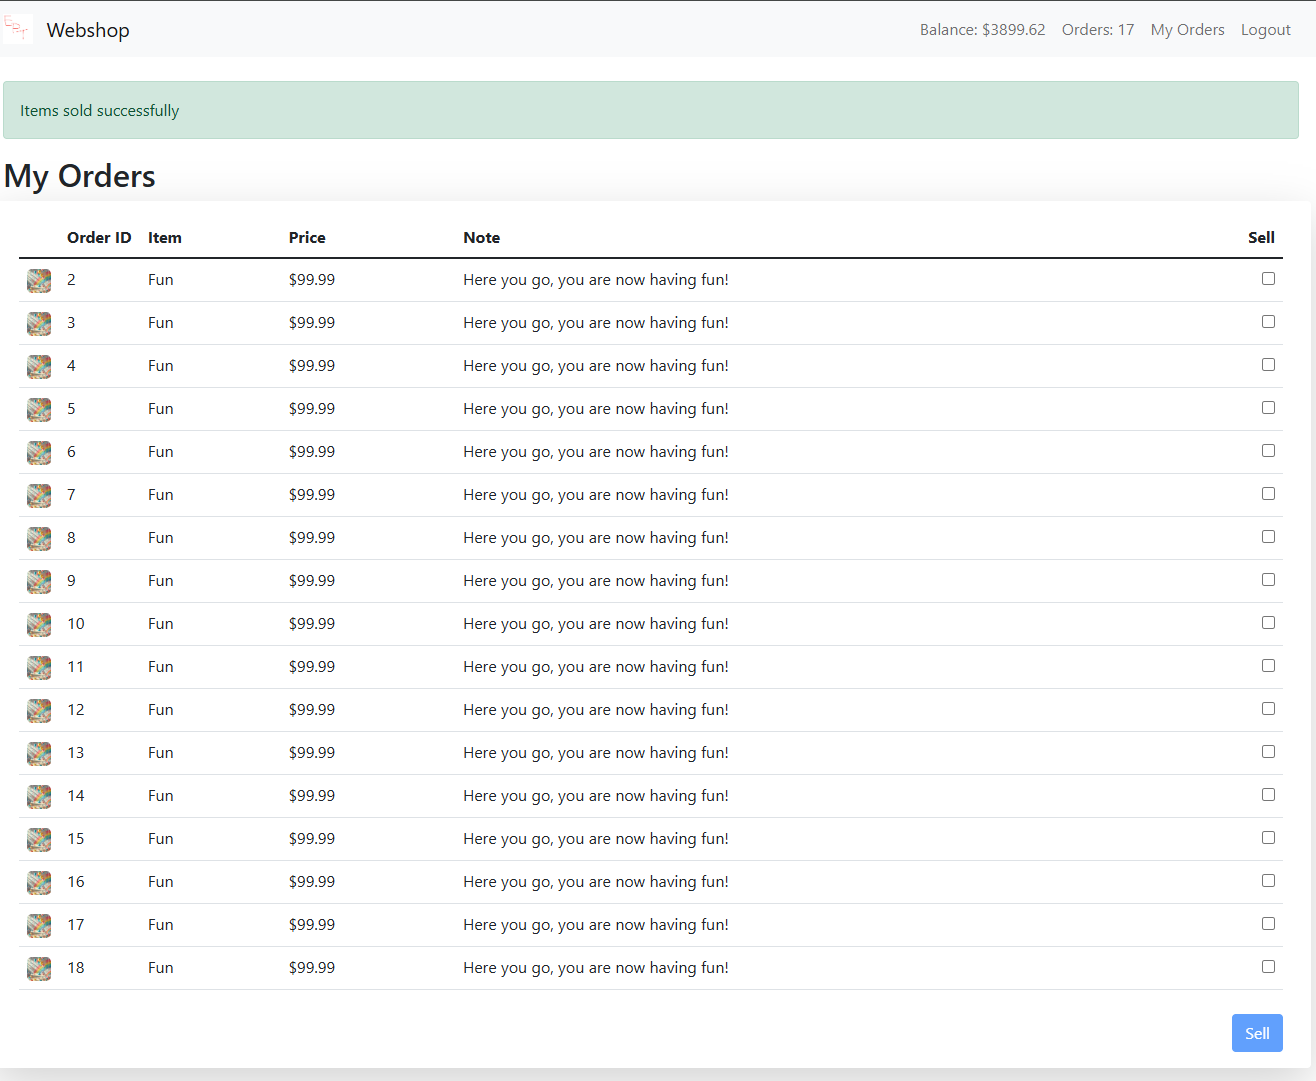 EPT Webshop Balance: $3899.62 Orders: 17 My Orders Logout
Items sold successfully
My Orders
Order ID Item Price Note Sell
2 Fun $99.99 Here you go, you are now having fun!
3 Fun $99.99 Here you go, you are now having fun!
4 Fun $99.99 Here you go, you are now having fun!
5 Fun $99.99 Here you go, you are now having fun!
6 Fun $99.99 Here you go, you are now having fun!
7 Fun $99.99 Here you go, you are now having fun!
8 Fun $99.99 Here you go, you are now having fun!
9 Fun $99.99 Here you go, you are now having fun!
10 Fun $99.99 Here you go, you are now having fun!
11 Fun $99.99 Here you go, you are now having fun!
12 Fun $99.99 Here you go, you are now having fun!
13 Fun $99.99 Here you go, you are now having fun!
14 Fun $99.99 Here you go, you are now having fun!
15 Fun $99.99 Here you go, you are now having fun!
16 Fun $99.99 Here you go, you are now having fun!
17 Fun $99.99 Here you go, you are now having fun!
18 Fun $99.99 Here you go, you are now having fun!
Sell